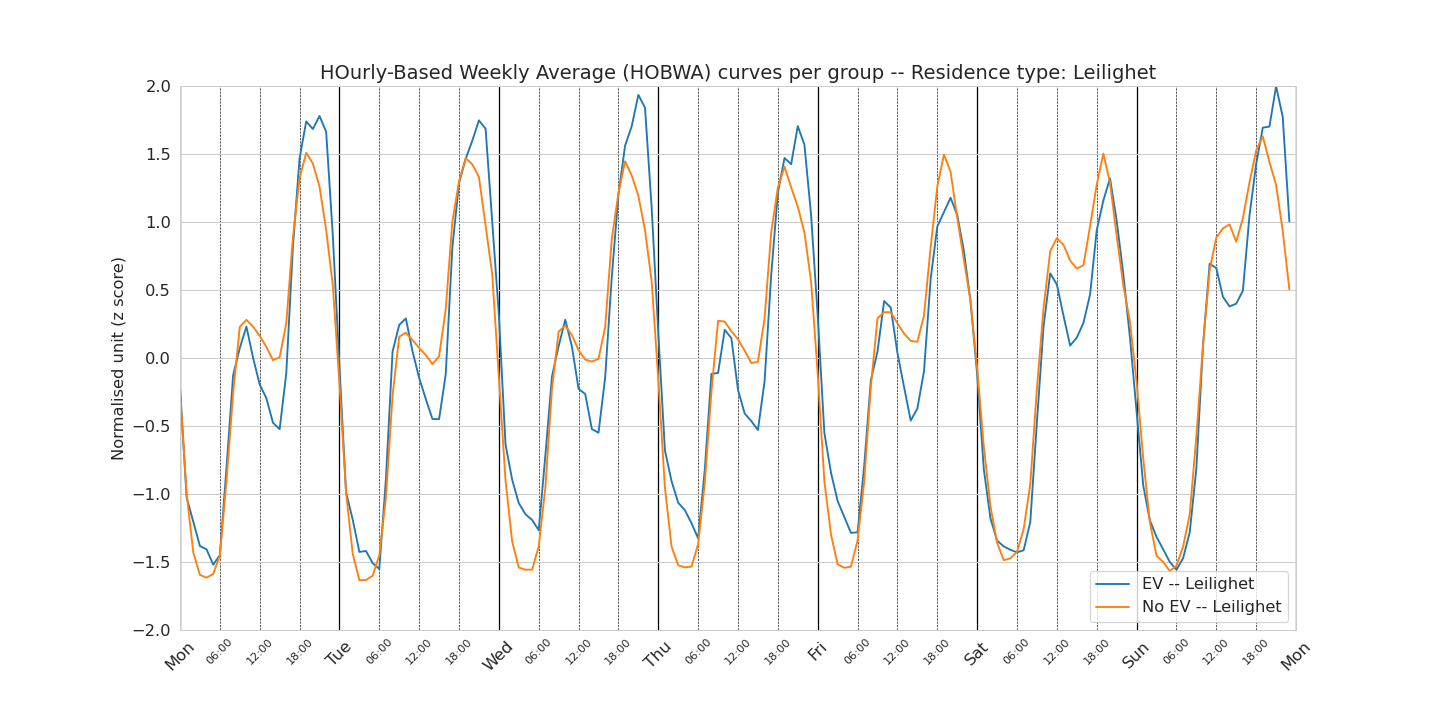 HOurly-Based Weekly Average (HOBWA) curves per group -- Residence type: Leilighet
Normalised unit (z score)
2.0
1.5
1.0
0.5
0.0
−0.5
−1.0
−1.5
−2.0
Mon 06:00 12:00 18:00 Tue 06:00 12:00 18:00 Wed 06:00 12:00 18:00 Thu 06:00 12:00 18:00 Fri 06:00 12:00 18:00 Sat 06:00 12:00 18:00 Sun 06:00 12:00 18:00 Mon
EV -- Leilighet
No EV -- Leilighet